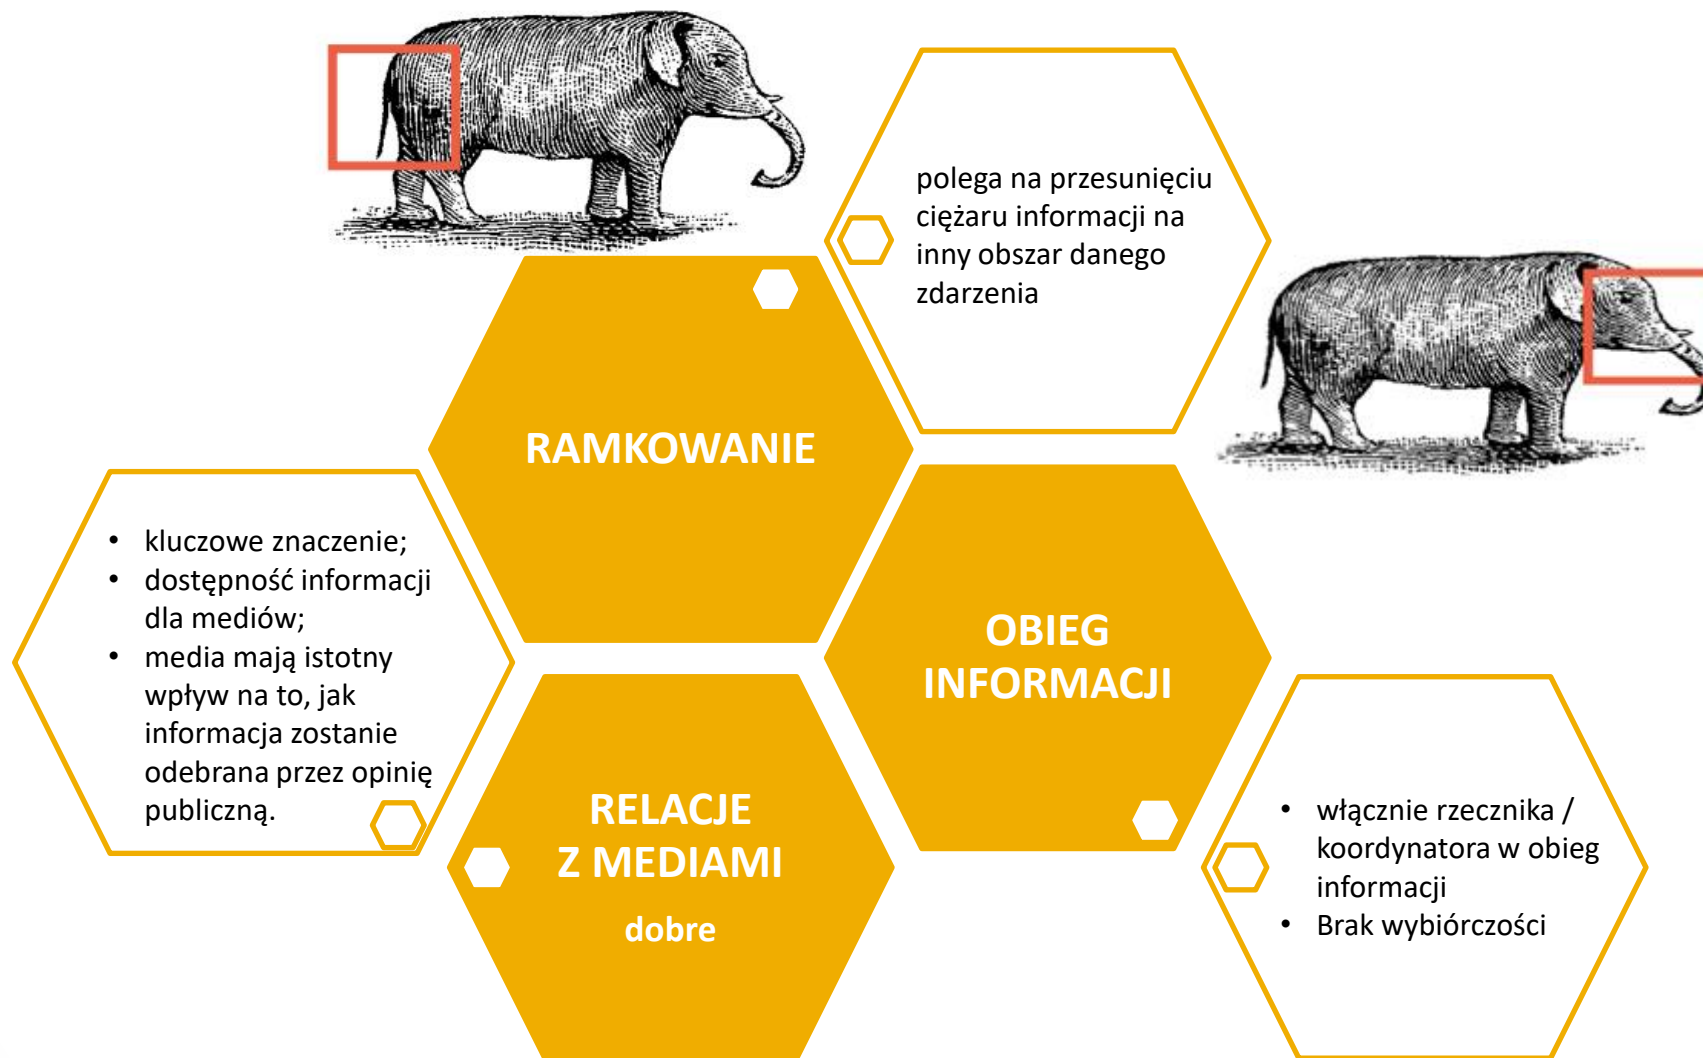 polega na przesunięciu
ciężaru informacji na
inny obszar danego
zdarzenia
RAMKOWANIE
• kluczowe znaczenie;
• dostępność informacji
dla mediów;
• media mają istotny
wpływ na to, jak
informacja zostanie
odebrana przez opinię
publiczną.
OBIEG
INFORMACJI
RELACJE
Z MEDIAMI
dobre
• włącznie rzecznika /
koordynatora w obieg
informacji
• Brak wybiórczości